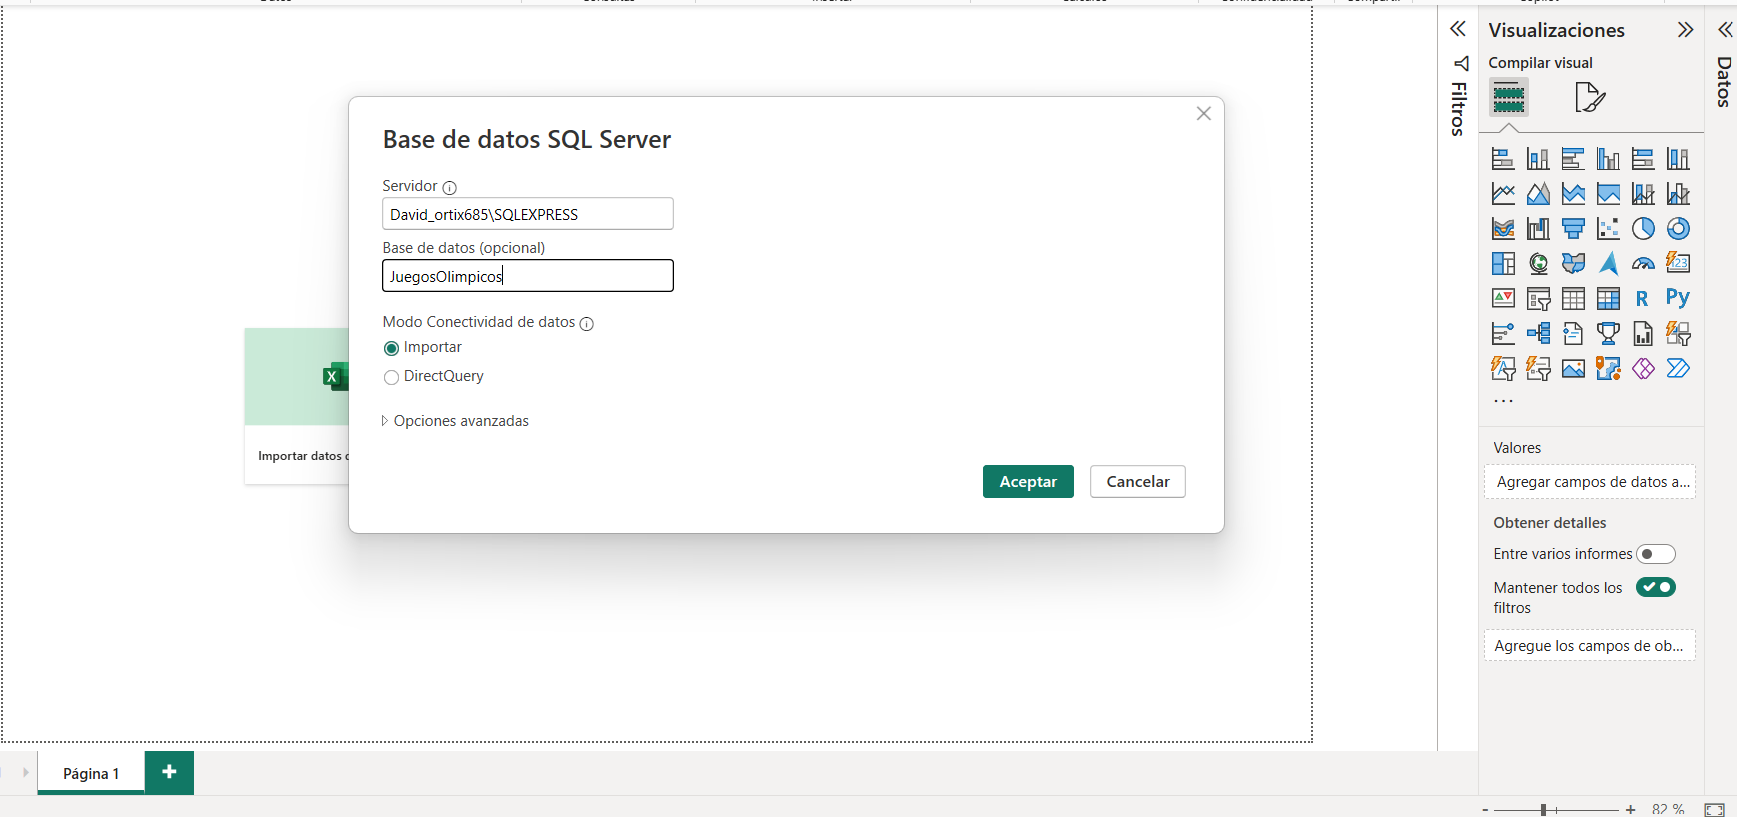 Visualizaciones
Compilar visual
Filtros
Datos
Base de datos SQL Server
Servidor
David_ortix685\SQLEXPRESS
Base de datos (opcional)
JuegosOlimpicos
Modo Conectividad de datos
Importar
DirectQuery
Opciones avanzadas
Aceptar
Cancelar
Importar datos
123
R
Py
Valores
Agregar campos de datos a...
Obtener detalles
Entre varios informes
Mantener todos los
filtros
Agregue los campos de ob...
Página 1
82 %